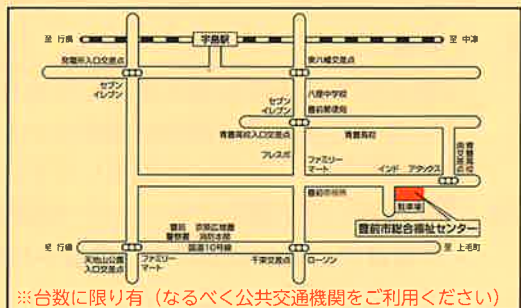 至 行橋
宇島駅
至 中津
発電所入口交差点
東八幡交差点
セブン
イレブン
八屋中学校
セブン
イレブン
豊前郵便局
青豊高校入口交差点
青豊高校
フレスポ
ファミリー
マート
インド
アタックス
豊前市役所
駐車場
豊前市総合福祉センター
豊前
警察署
京築広域圏
消防本部
国道10号線
至 行橋
至 上毛町
天地山公園
入口交差点
ファミリー
マート
千束交差点
ローソン
※台数に限り有（なるべく公共交通機関をご利用ください）